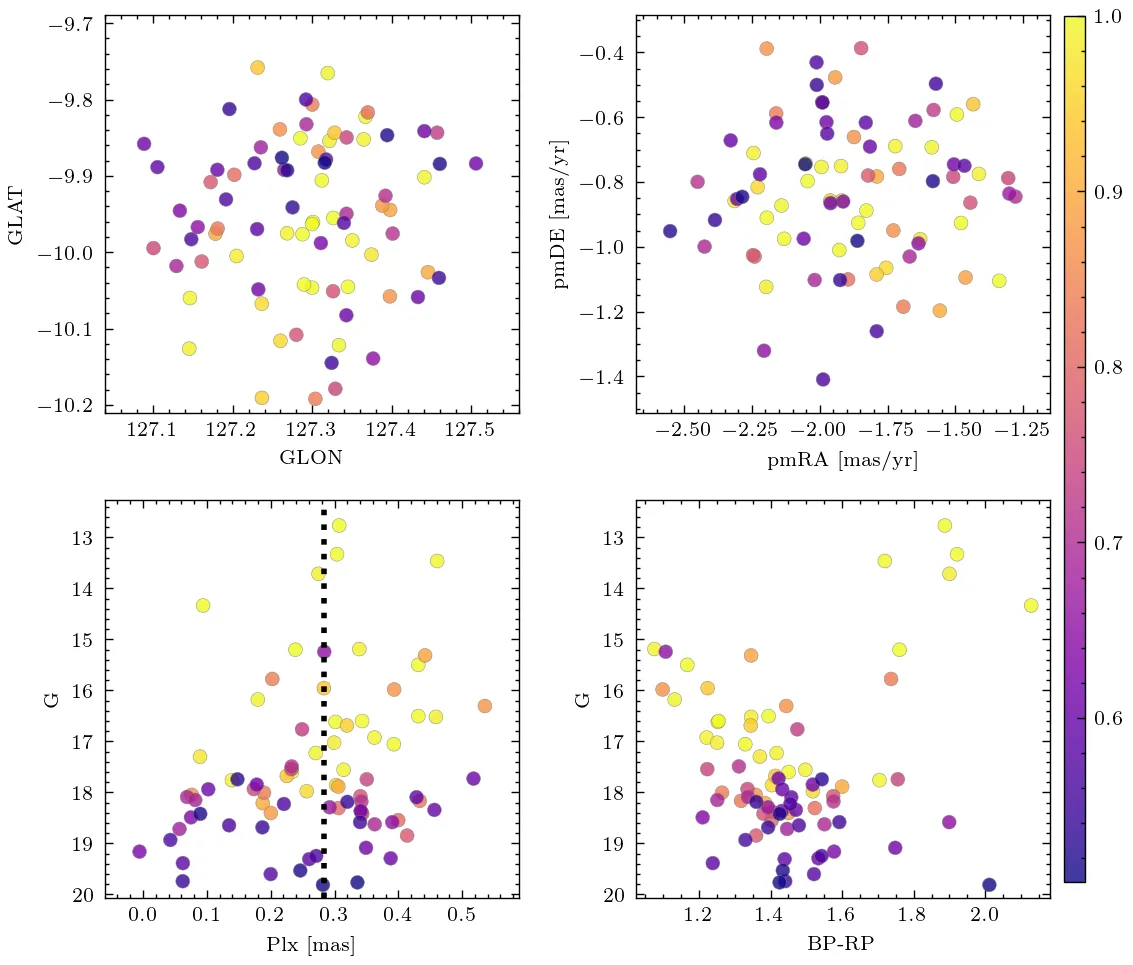 −9.7
−9.8
−9.9
−10.0
−10.1
−10.2
GLAT
127.1 127.2 127.3 127.4 127.5
GLON
−0.4
−0.6
−0.8
−1.0
−1.2
−1.4
pmDE [mas/yr]
−2.50 −2.25 −2.00 −1.75 −1.50 −1.25
pmRA [mas/yr]
1.0
0.9
0.8
0.7
0.6
13
14
15
16
17
18
19
20
G
0.0 0.1 0.2 0.3 0.4 0.5
Plx [mas]
13
14
15
16
17
18
19
20
G
1.2 1.4 1.6 1.8 2.0
BP-RP